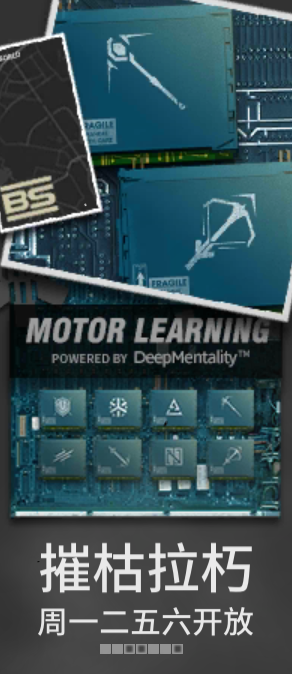 BS
FRAGILE
FRAGILE
MOTOR LEARNING
POWERED BY DeepMentality™
摧枯拉朽
周一二五六开放